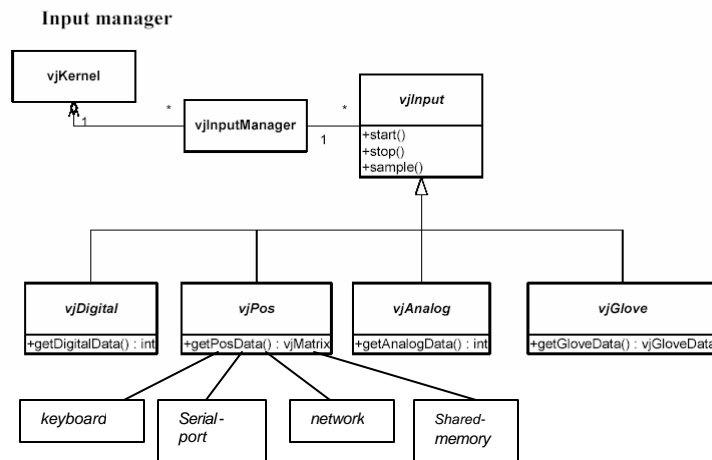 Input manager
vjKernel
*
1
vjInputManager
*
1
vjInput
+start()
+stop()
+sample()
vjDigital
+getDigitalData() : int
vjPos
+getPosData() : vjMatrix
vjAnalog
+getAnalogData() : int
vjGlove
+getGloveData() : vjGloveData
keyboard
Serial-
port
network
Shared-
memory